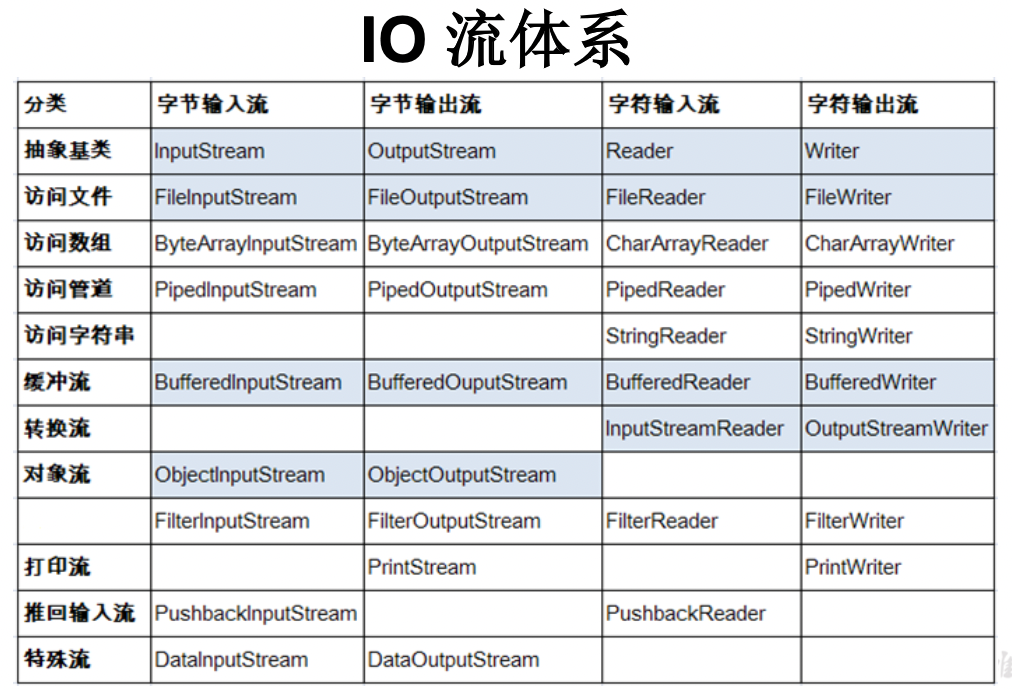 IO 流体系
分类 字节输入流 字节输出流 字符输入流 字符输出流
抽象基类 InputStream OutputStream Reader Writer
访问文件 FileInputStream FileOutputStream FileReader FileWriter
访问数组 ByteArrayInputStream ByteArrayOutputStream CharArrayReader CharArrayWriter
访问管道 PipedInputStream PipedOutputStream PipedReader PipedWriter
访问字符串 StringReader StringWriter
缓冲流 BufferedInputStream BufferedOuputStream BufferedReader BufferedWriter
转换流 InputStreamReader OutputStreamWriter
对象流 ObjectInputStream ObjectOutputStream
FilterInputStream FilterOutputStream FilterReader FilterWriter
打印流 PrintStream PrintWriter
推回输入流 PushbackInputStream PushbackReader
特殊流 DataInputStream DataOutputStream